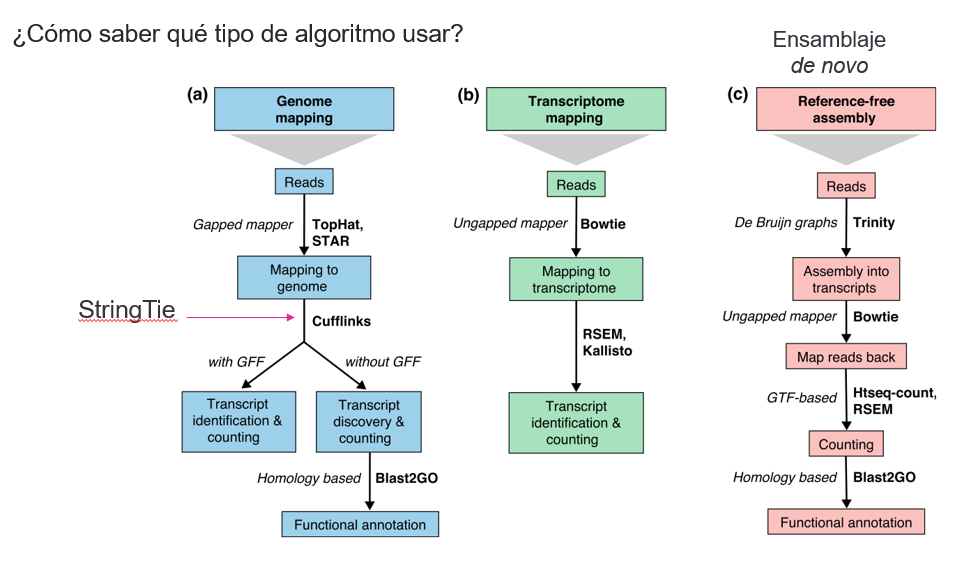 ¿Cómo saber qué tipo de algoritmo usar?
Ensamblaje
de novo
(a)
Genome
mapping
Reads
Gapped mapper
TopHat,
STAR
Mapping to
genome
StringTie
Cufflinks
with GFF
without GFF
Transcript
identification &
counting
Transcript
discovery &
counting
Homology based
Blast2GO
Functional annotation
(b)
Transcriptome
mapping
Reads
Ungapped mapper
Bowtie
Mapping to
transcriptome
RSEM,
Kallisto
Transcript
identification &
counting
(c)
Reference-free
assembly
Reads
De Bruijn graphs
Trinity
Assembly into
transcripts
Ungapped mapper
Bowtie
Map reads back
GTF-based
Htseq-count,
RSEM
Counting
Homology based
Blast2GO
Functional annotation